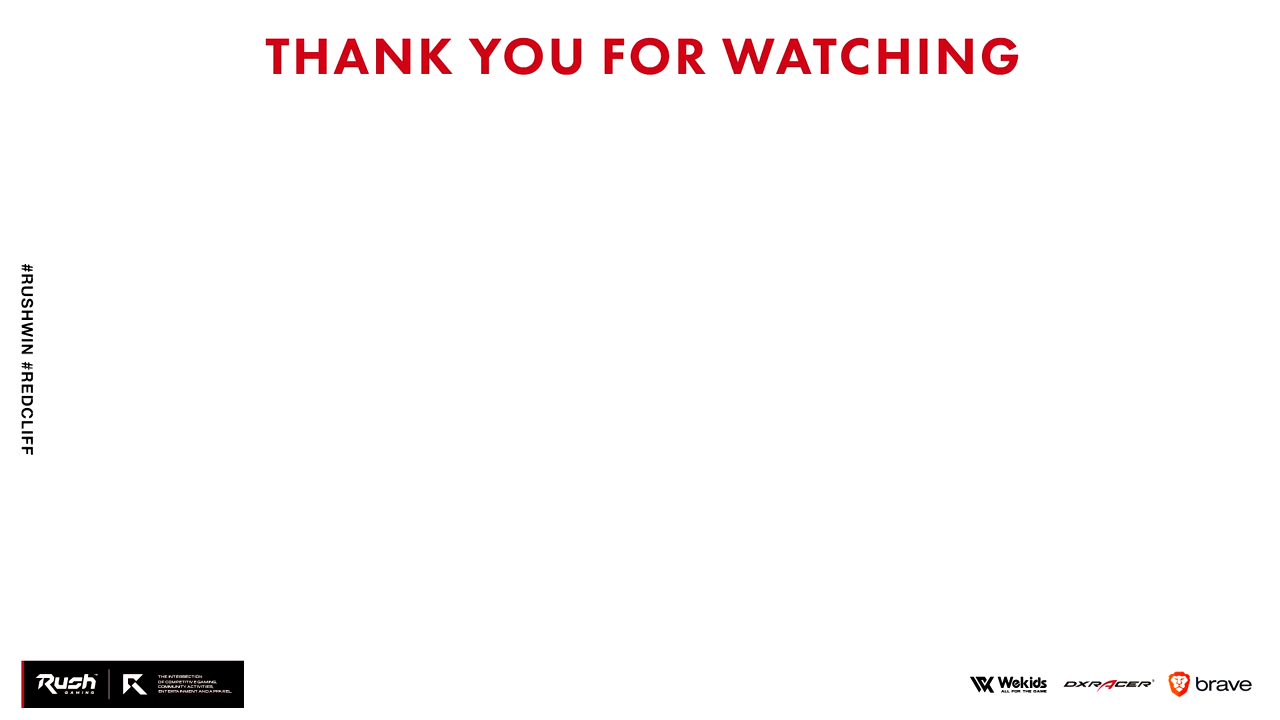 THANK YOU FOR WATCHING
#RUSHWIN #REDCLIFF
Rush
GAMING
THE INTERSECTION
OF COMPETITIVE GAMING,
COMMUNITY ACTIVITIES,
ENTERTAINMENT AND APPAREL.
Wekids
ALL FOR THE GAME
DXRACER
brave